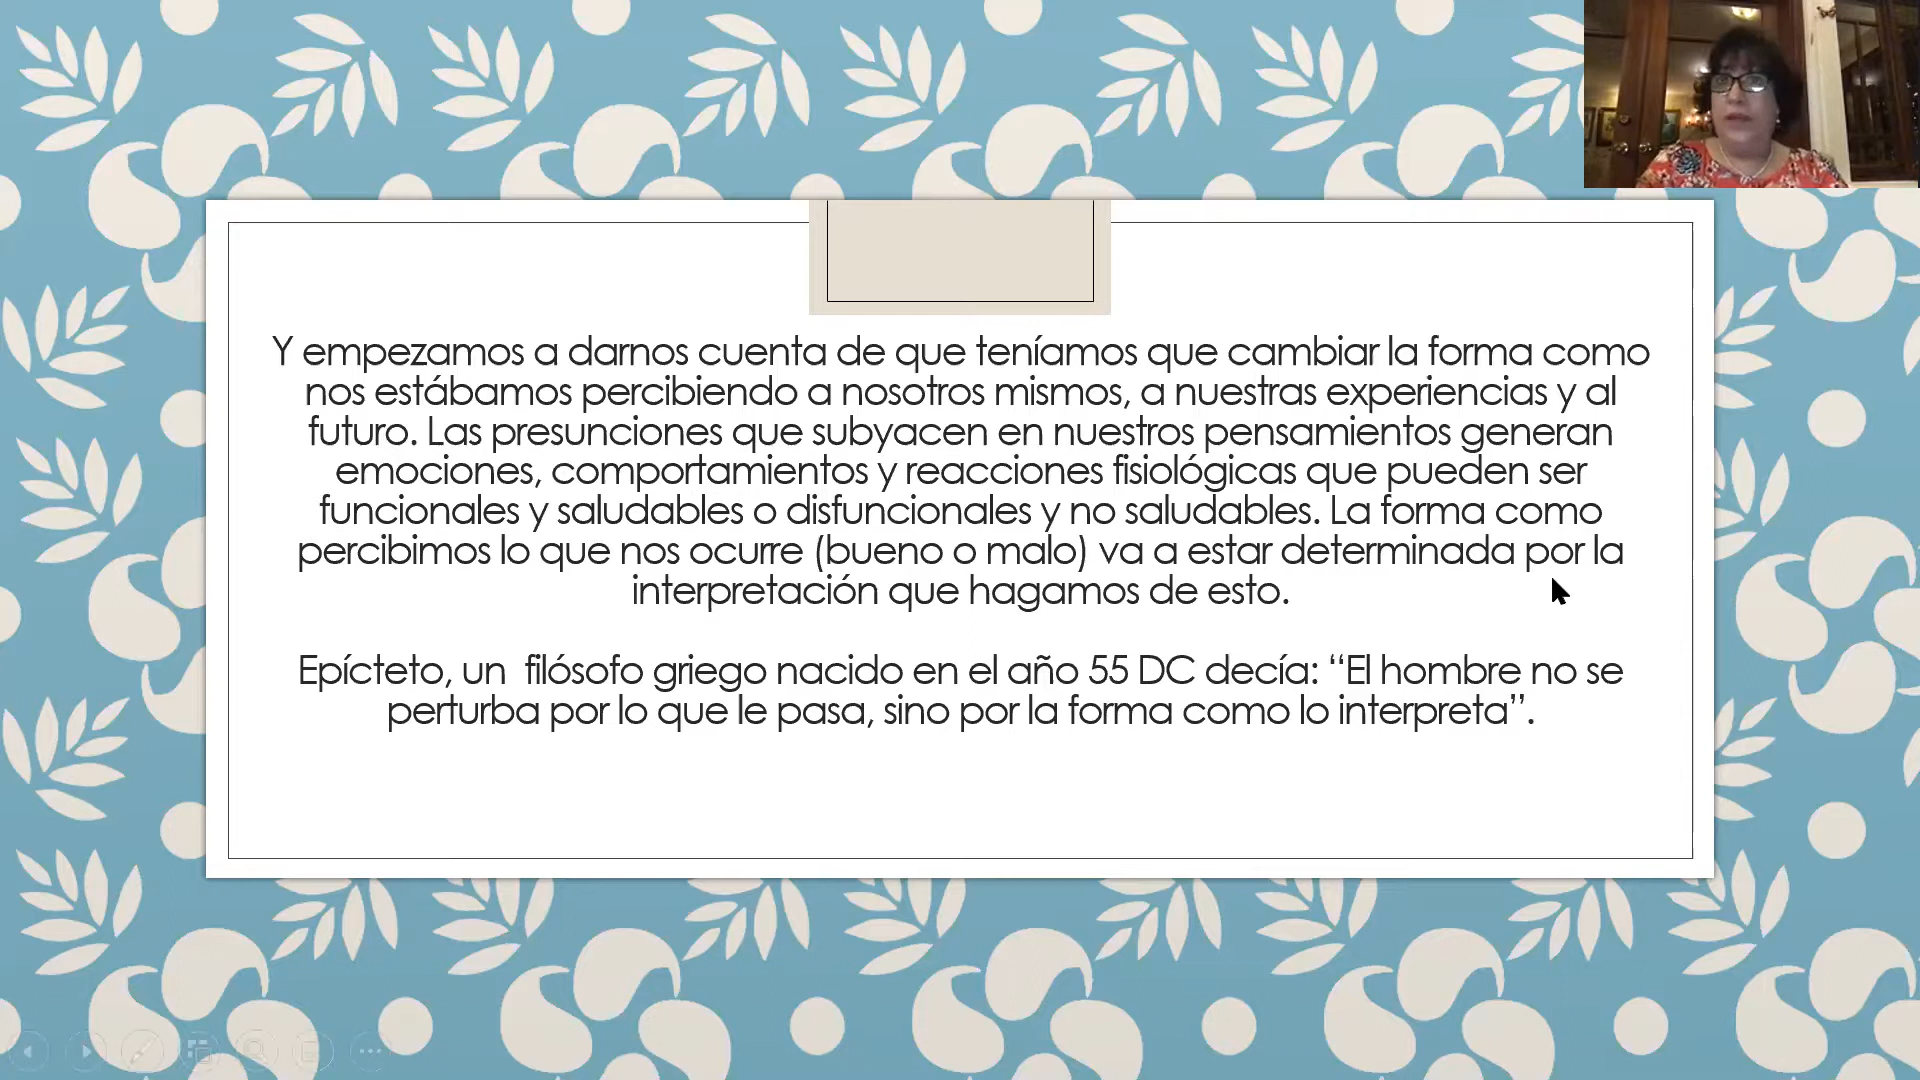 Y empezamos a darnos cuenta de que teníamos que cambiar la forma como
nos estábamos percibiendo a nosotros mismos, a nuestras experiencias y al
futuro. Las presunciones que subyacen en nuestros pensamientos generan
emociones, comportamientos y reacciones fisiológicas que pueden ser
funcionales y saludables o disfuncionales y no saludables. La forma como
percibimos lo que nos ocurre (bueno o malo) va a estar determinada por la
interpretación que hagamos de esto.
Epícteto, un  filósofo griego nacido en el año 55 DC decía: “El hombre no se
perturba por lo que le pasa, sino por la forma como lo interpreta”.